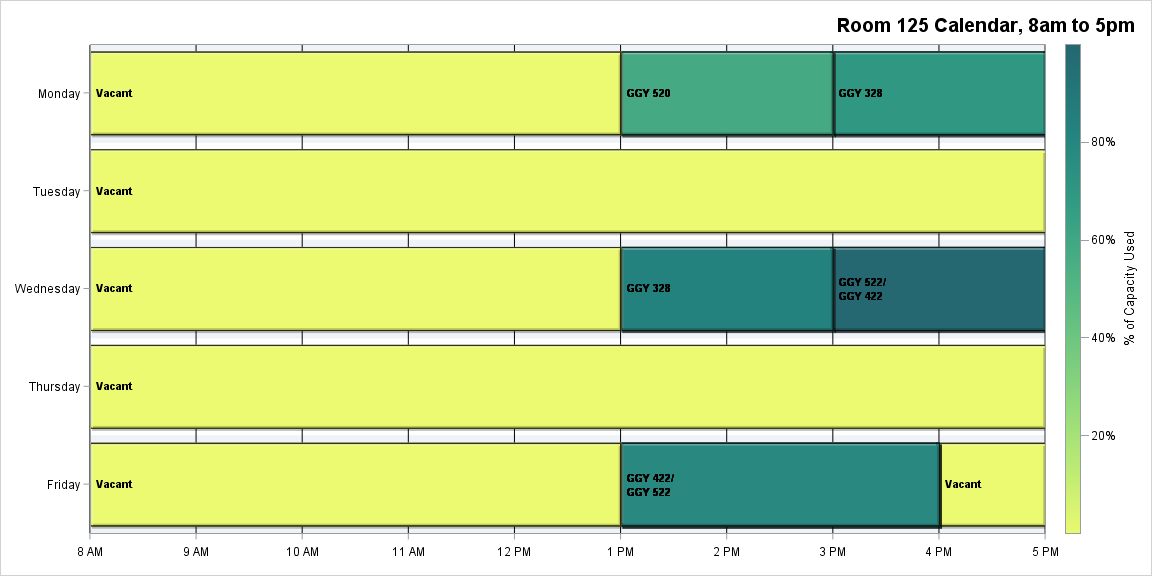 Room 125 Calendar, 8am to 5pm
Monday
Vacant
GGY 520
GGY 328
Tuesday
Vacant
Wednesday
Vacant
GGY 328
GGY 522/
GGY 422
Thursday
Vacant
Friday
Vacant
GGY 422/
GGY 522
Vacant
8 AM
9 AM
10 AM
11 AM
12 PM
1 PM
2 PM
3 PM
4 PM
5 PM
80%
60%
40%
20%
% of Capacity Used